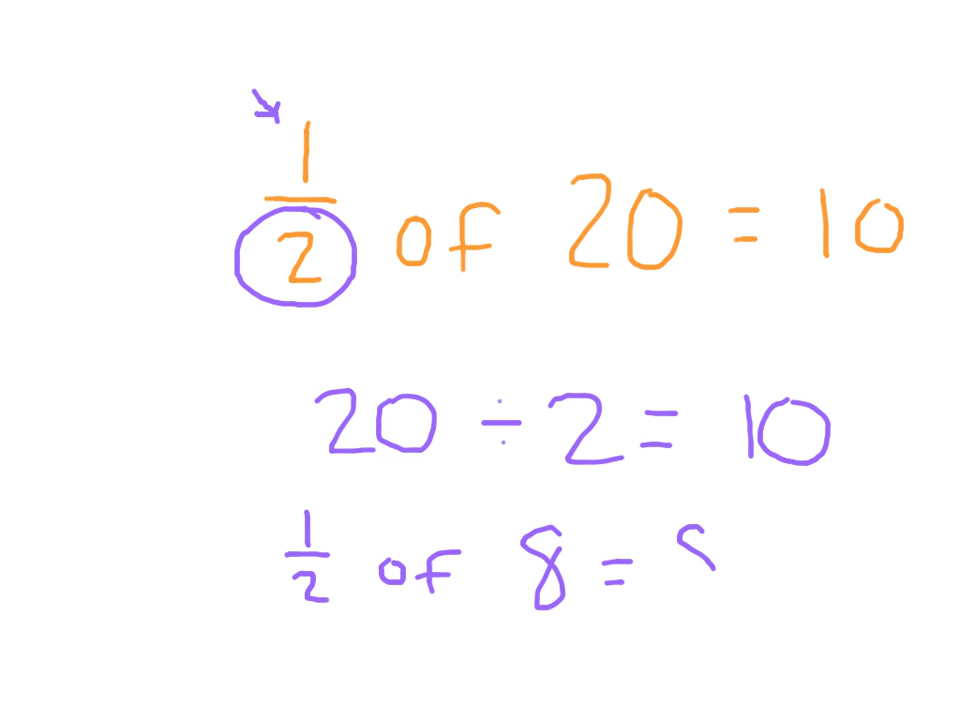 1/2 of 20 = 10
20 ÷ 2 = 10
1/2 of 8 =